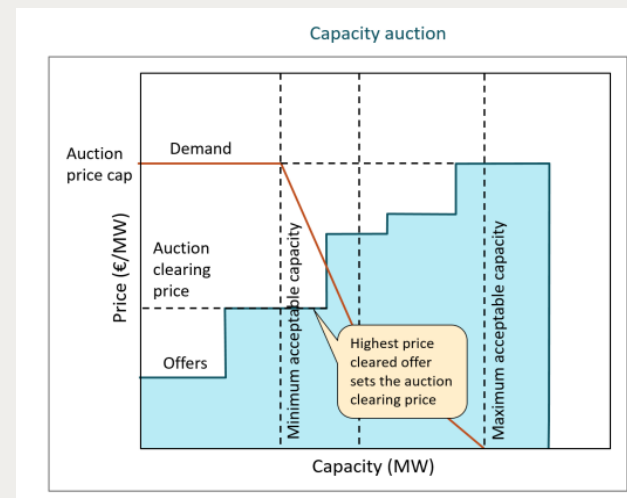 Capacity auction
Auction
price cap
Demand
Price (€/MW)
Auction
clearing
price
Offers
Minimum acceptable capacity
Highest price
cleared offer
sets the auction
clearing price
Maximum acceptable capacity
Capacity (MW)